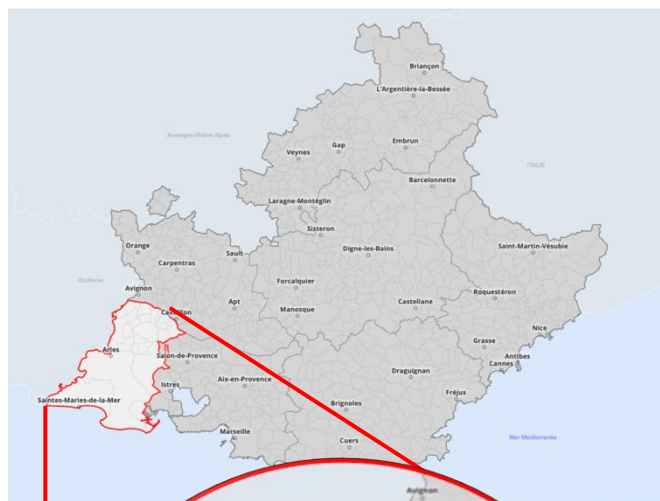 Briançon
L'Argentière-la-Bessée
Auvergne-Rhône-Alpes
Embrun
Gap
Veynes
ITALIE
Barcelonnette
Laragne-Montéglin
Sisteron
Orange
Saint-Martin-Vésubie
Digne-les-Bains
Sault
Carpentras
Occitanie
Forcalquier
Avignon
Roquestéron
Apt
Castellane
Manosque
Cavaillon
Nice
Grasse
Arles
Salon-de-Provence
Antibes
Cannes
Draguignan
Aix-en-Provence
Istres
Fréjus
Saintes-Maries-de-la-Mer
Brignoles
Marseille
Mer Méditerranée
Cuers
Avignon